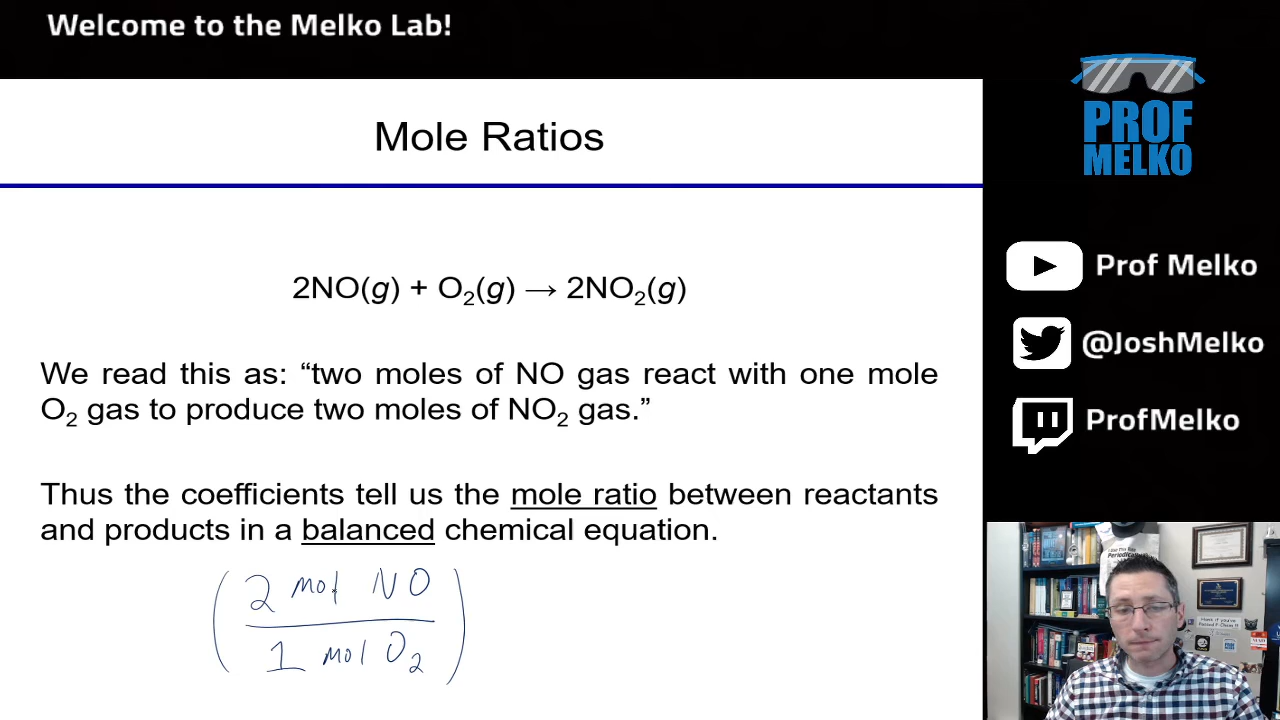 Welcome to the Melko Lab!
Mole Ratios
PROF
MELKO
2NO(g) + O₂(g) → 2NO₂(g)
We read this as: “two moles of NO gas react with one mole
O₂ gas to produce two moles of NO₂ gas.”
Thus the coefficients tell us the mole ratio between reactants
and products in a balanced chemical equation.
(2 mol NO
1 mol O₂)
Prof Melko
@JoshMelko
ProfMelko